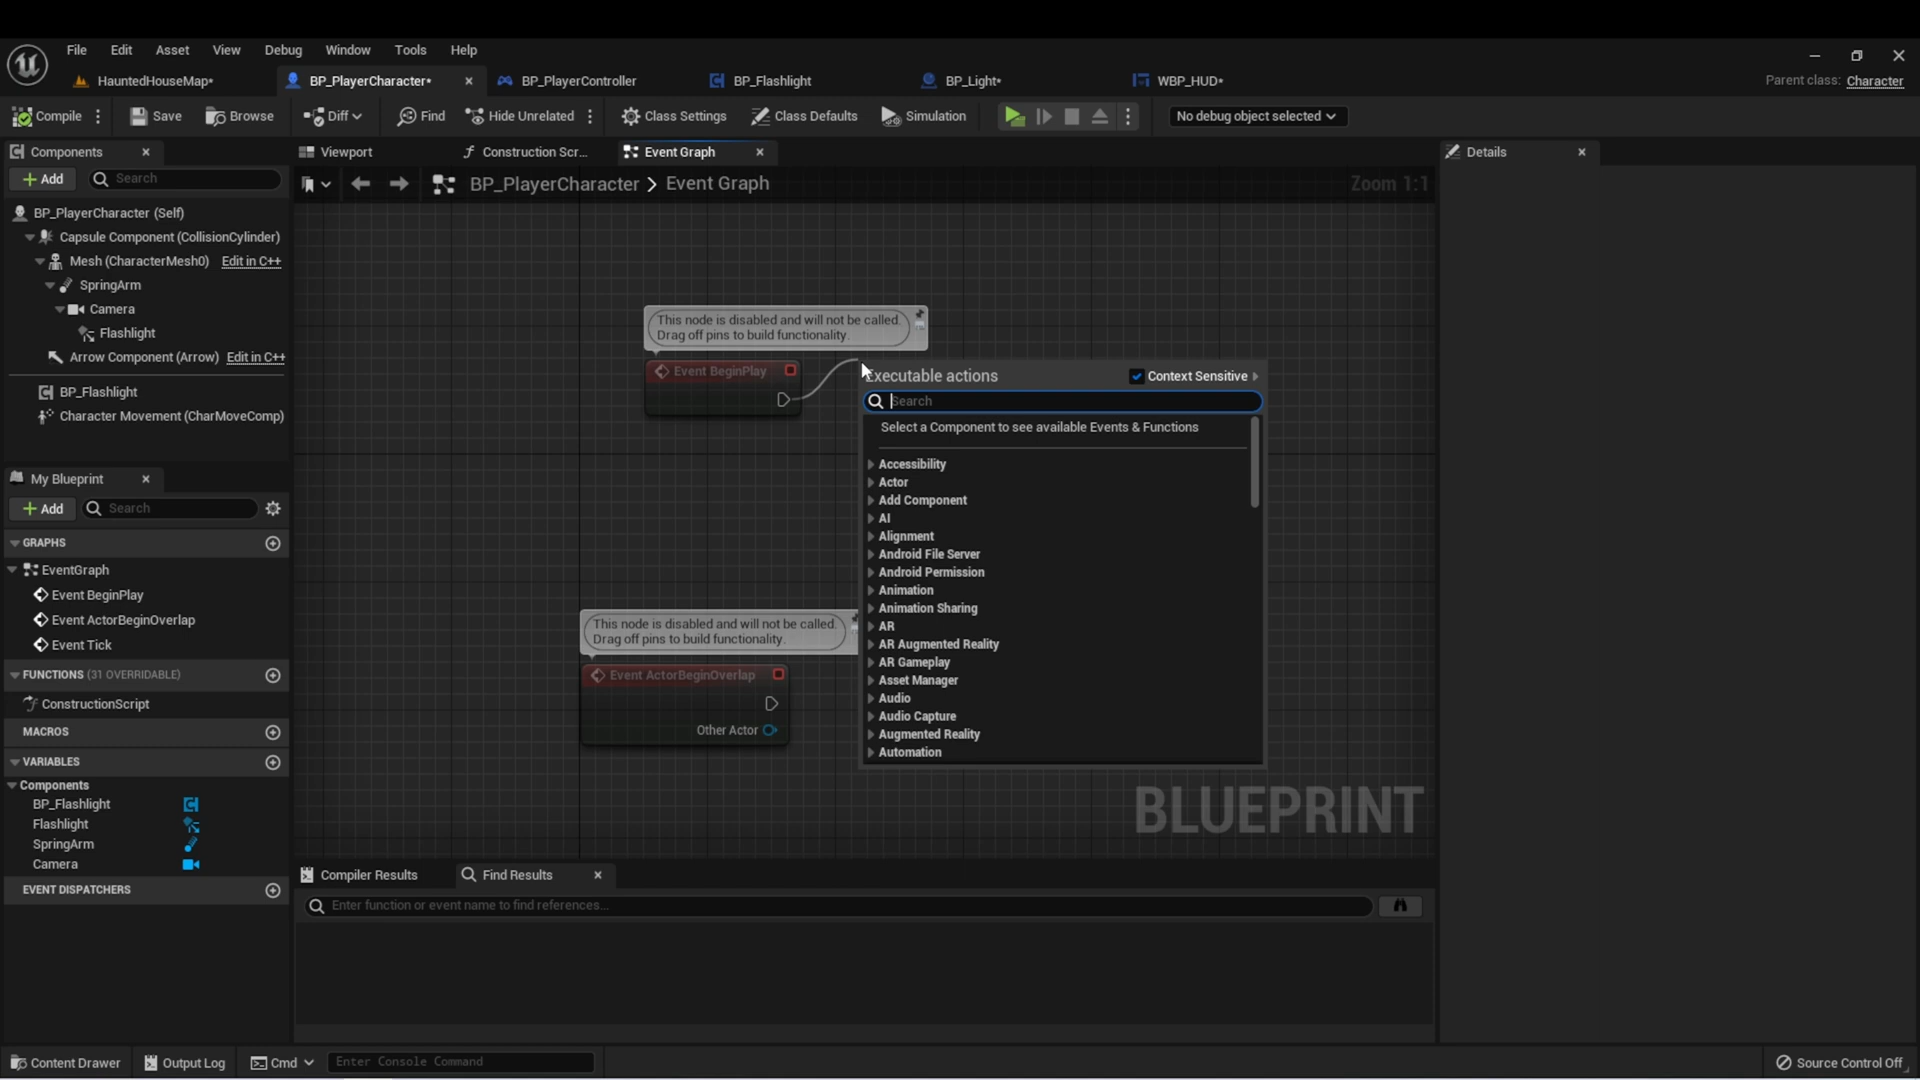 File Edit Asset View Debug Window Tools Help
HauntedHouseMap* BP_PlayerCharacter* BP_PlayerController BP_Flashlight BP_Light* WBP_HUD* Parent class: Character
Compile Save Browse Diff Find Hide Unrelated Class Settings Class Defaults Simulation No debug object selected
Components Viewport Construction Scr... Event Graph Details
Add Search
BP_PlayerCharacter > Event Graph Zoom 1:1
BP_PlayerCharacter (Self)
Capsule Component (CollisionCylinder)
Mesh (CharacterMesh0) Edit in C++
SpringArm
Camera
Flashlight
Arrow Component (Arrow) Edit in C++
BP_Flashlight
Character Movement (CharMoveComp)
My Blueprint
Add Search
GRAPHS
EventGraph
Event BeginPlay
Event ActorBeginOverlap
Event Tick
FUNCTIONS (31 OVERRIDABLE)
ConstructionScript
MACROS
VARIABLES
Components
BP_Flashlight
Flashlight
SpringArm
Camera
EVENT DISPATCHERS
This node is disabled and will not be called.
Drag off pins to build functionality.
Event BeginPlay
This node is disabled and will not be called.
Drag off pins to build functionality.
Event ActorBeginOverlap
Other Actor
Executable actions Context Sensitive
Search
Select a Component to see available Events & Functions
Accessibility
Actor
Add Component
AI
Alignment
Android File Server
Android Permission
Animation
Animation Sharing
AR
AR Augmented Reality
AR Gameplay
Asset Manager
Audio
Audio Capture
Augmented Reality
Automation
BLUEPRINT
Compiler Results Find Results
Enter function or event name to find references...
Content Drawer Output Log Cmd Enter Console Command Source Control Off